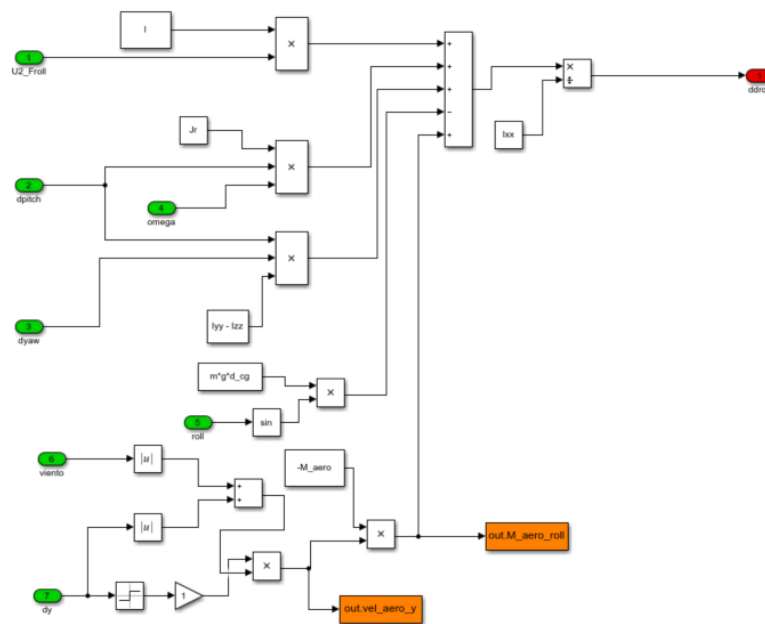 l
×
1
U2_Froll
+
+
+
−
+
×
÷
1
ddro
Ixx
Jr
×
2
dpitch
4
omega
×
Iyy - Izz
3
dyaw
m*g*d_cg
×
5
roll
sin
6
viento
|u|
+
+
-M_aero
×
out.M_aero_roll
|u|
×
7
dy
1
out.vel_aero_y